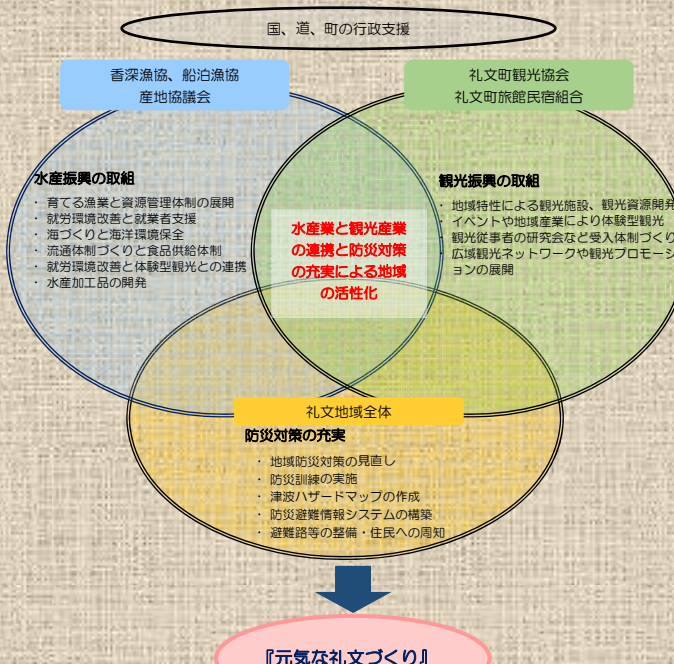 国、道、町の行政支援
香深漁協、船泊漁協
産地協議会
礼文町観光協会
礼文町旅館民宿組合
水産振興の取組
・ 育てる漁業と資源管理体制の展開
・ 就労環境改善と就業者支援
・ 海づくりと海洋環境保全
・ 流通体制づくりと食品供給体制
・ 就労環境改善と体験型観光との連携
・ 水産加工品の開発
観光振興の取組
・ 地域特性による観光施設、観光資源開発
・ イベントや地域産業により体験型観光
観光従事者の研究会など受入体制づくり
広域観光ネットワークや観光プロモーシ
ョンの展開
水産業と観光産業
の連携と防災対策
の充実による地域
の活性化
礼文地域全体
防災対策の充実
・ 地域防災対策の見直し
・ 防災訓練の実施
・ 津波ハザードマップの作成
・ 防災避難情報システムの構築
・ 避難路等の整備・住民への周知
『元気な礼文づくり』